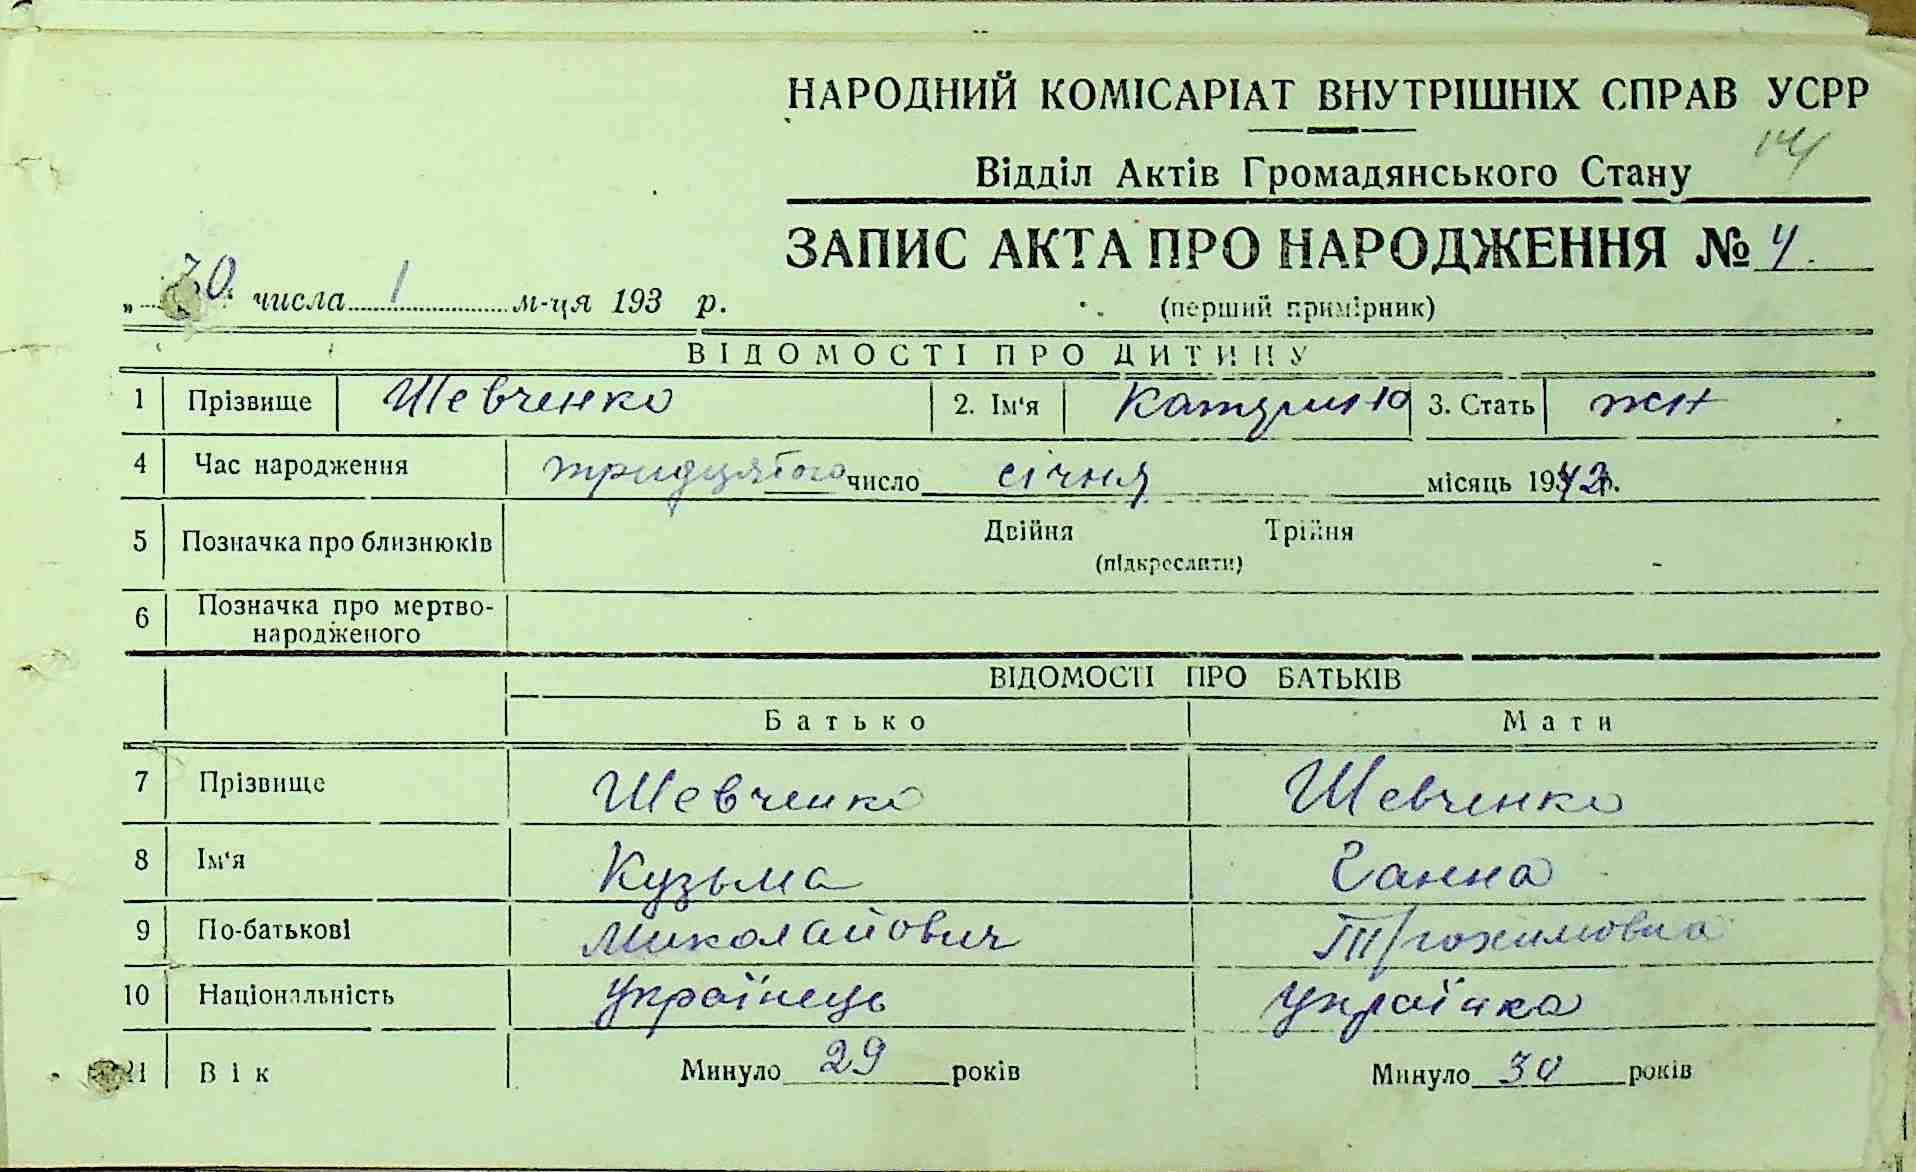 НАРОДНИЙ КОМІСАРІАТ ВНУТРІШНІХ СПРАВ УСРР
14
Відділ Актів Громадянського Стану
ЗАПИС АКТА ПРО НАРОДЖЕННЯ № 4.
„ 30 " числа 1 м-ця 193 р.
(перший примірник)
ВІДОМОСТІ ПРО ДИТИНУ
1 Прізвище Шевченко 2. Ім'я Катерина 3. Стать жін
4 Час народження тридцятого число січня місяць 1942 р.
5 Позначка про близнюків Двійня Трійня
(підкреслити)
6 Позначка про мертво-
народженого
ВІДОМОСТІ ПРО БАТЬКІВ
Батько Мати
7 Прізвище Шевченко Шевченко
8 Ім'я Кузьма Ганна
9 По-батькові Миколайович Трохимовна
10 Національність Українець Українка
11 Вік Минуло 29 років Минуло 30 років